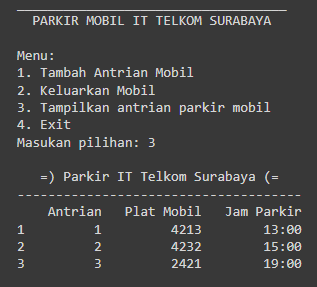 PARKIR MOBIL IT TELKOM SURABAYA
Menu:
1. Tambah Antrian Mobil
2. Keluarkan Mobil
3. Tampilkan antrian parkir mobil
4. Exit
Masukan pilihan: 3
=) Parkir IT Telkom Surabaya (=
----------------------------------
Antrian Plat Mobil Jam Parkir
1 1 4213 13:00
2 2 4232 15:00
3 3 2421 19:00